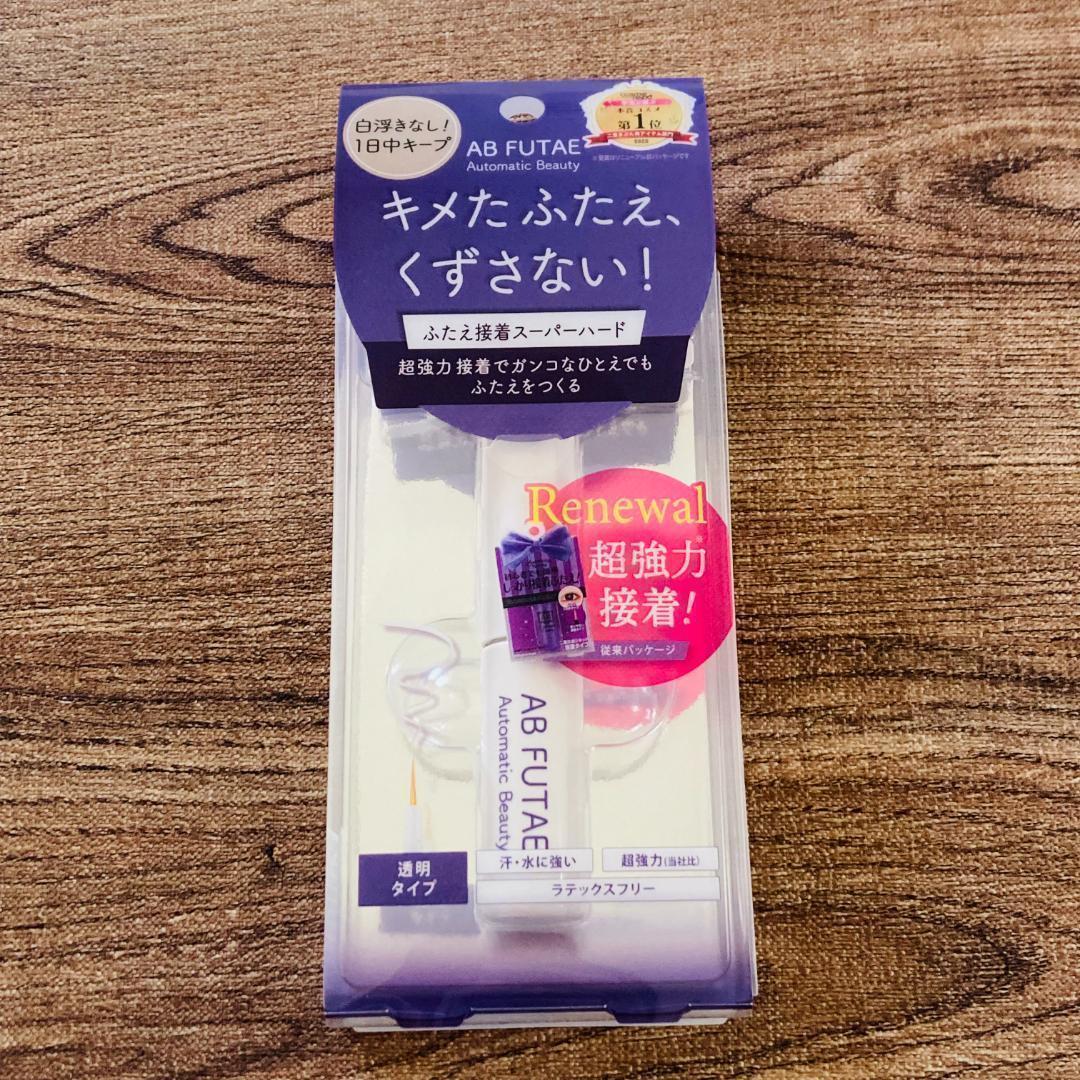 白浮きなし!
1日中キープ
AB FUTAE
Automatic Beauty
第1位
キメた ふたえ、
くずさない!
ふたえ接着スーパーハード
超強力 接着でガンコなひとえでも
ふたえをつくる
Renewal
超強力※
接着!
従来パッケージ
AB FUTAE
Automatic Beauty
透明
タイプ
汗・水に強い
超強力(当社比)
ラテックスフリー